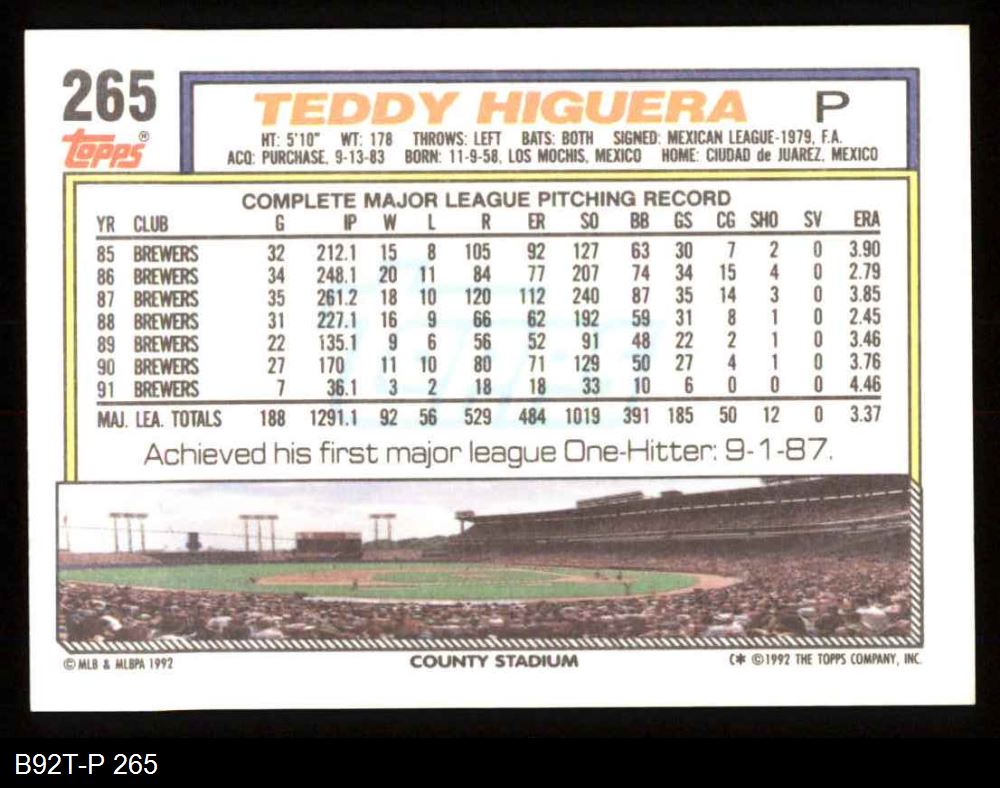 265
Topps®
TEDDY HIGUERA P
HT: 5'10" WT: 178 THROWS: LEFT BATS: BOTH SIGNED: MEXICAN LEAGUE-1979, F.A.
ACQ: PURCHASE, 9-13-83 BORN: 11-9-58, LOS MOCHIS, MEXICO HOME: CIUDAD de JUAREZ, MEXICO
COMPLETE MAJOR LEAGUE PITCHING RECORD
YR CLUB G IP W L R ER SO BB GS CG SHO SV ERA
85 BREWERS 32 212.1 15 8 105 92 127 63 30 7 2 0 3.90
86 BREWERS 34 248.1 20 11 84 77 207 74 34 15 4 0 2.79
87 BREWERS 35 261.2 18 10 120 112 240 87 35 14 3 0 3.85
88 BREWERS 31 227.1 16 9 66 62 192 59 31 8 1 0 2.45
89 BREWERS 22 135.1 9 6 56 52 91 48 22 2 1 0 3.46
90 BREWERS 27 170 11 10 80 71 129 50 27 4 1 0 3.76
91 BREWERS 7 36.1 3 2 18 18 33 10 6 0 0 0 4.46
MAJ. LEA. TOTALS 188 1291.1 92 56 529 484 1019 391 185 50 12 0 3.37
Achieved his first major league One-Hitter: 9-1-87.
© MLB & MLBPA 1992 COUNTY STADIUM C* ©1992 THE TOPPS COMPANY, INC.
B92T-P 265